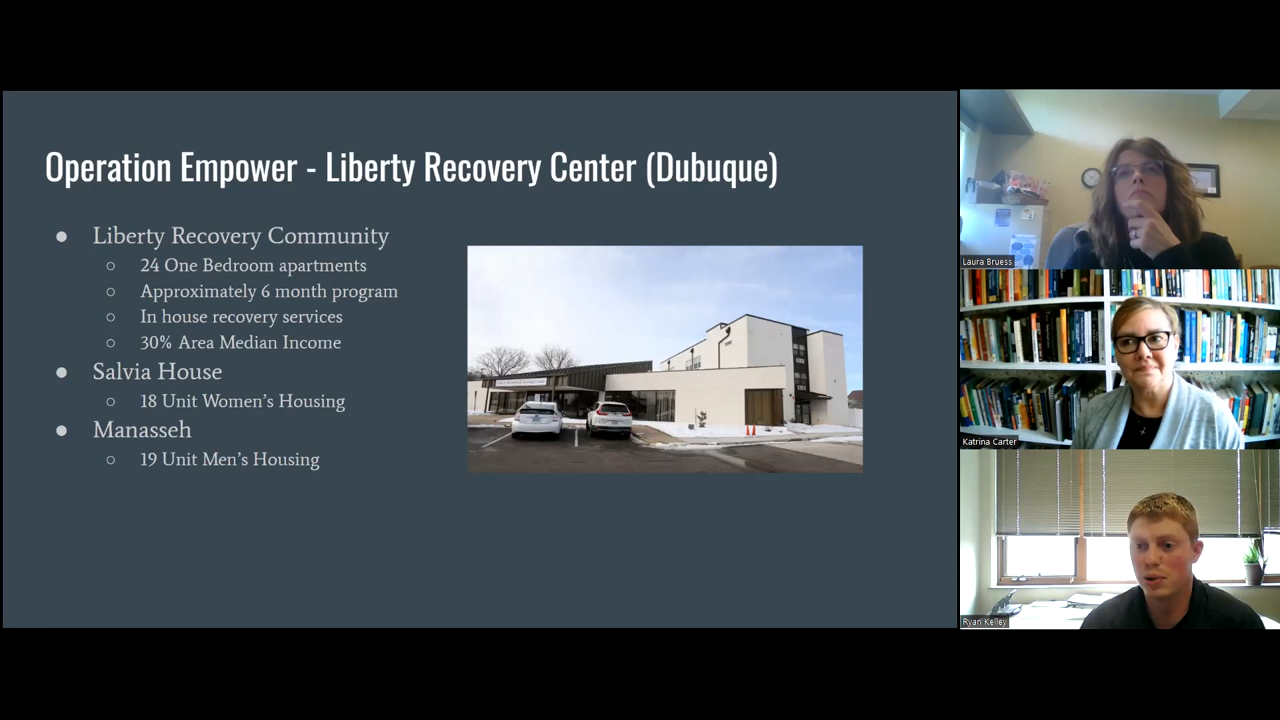 Operation Empower - Liberty Recovery Center (Dubuque)
● Liberty Recovery Community
○ 24 One Bedroom apartments
○ Approximately 6 month program
○ In house recovery services
○ 30% Area Median Income
● Salvia House
○ 18 Unit Women's Housing
● Manasseh
○ 19 Unit Men's Housing
Laura Bruess
Katrina Carter
Ryan Kelley